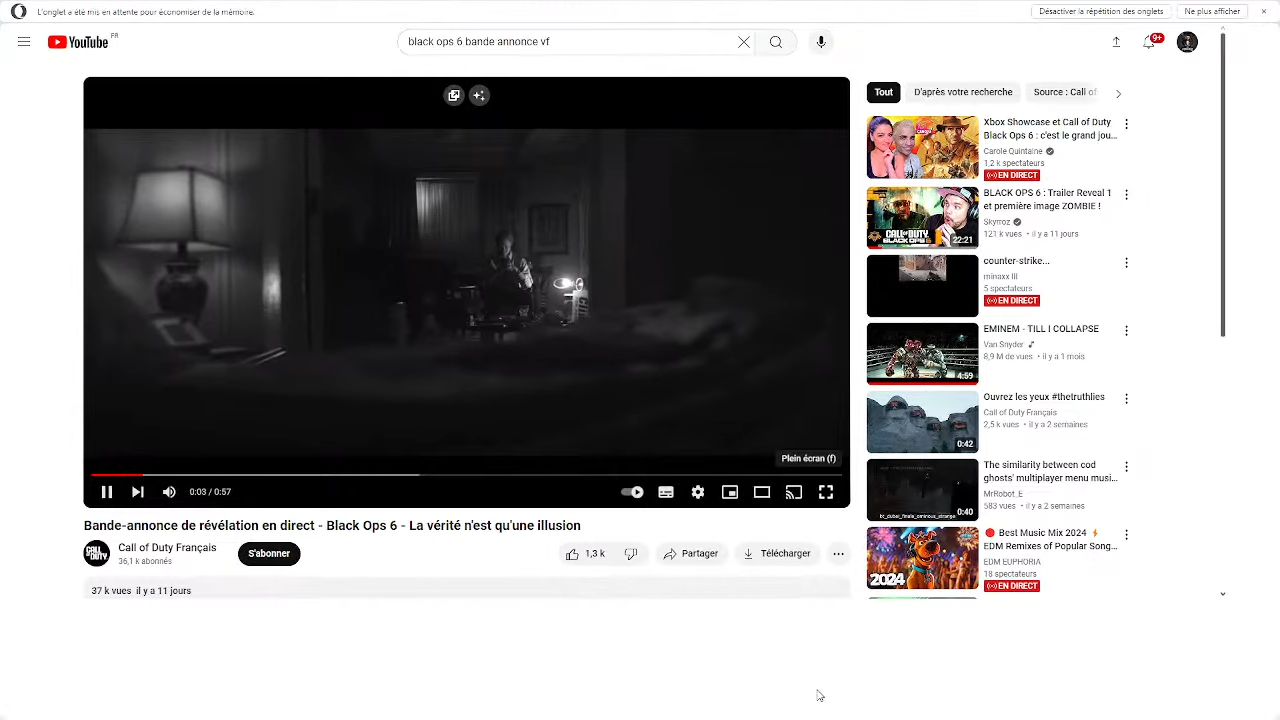 L'onglet a été mis en attente pour économiser de la mémoire.
Désactiver la répétition des onglets
Ne plus afficher
YouTube FR
black ops 6 bande annonce vf
9+
Tout
D'après votre recherche
Source : Call of
Plein écran (f)
0:03 / 0:57
Bande-annonce de révélation en direct - Black Ops 6 - La vérité n'est qu'une illusion
Call of Duty Français
36,1 k abonnés
S'abonner
1,3 k
Partager
Télécharger
37 k vues il y a 11 jours
Xbox Showcase et Call of Duty
Black Ops 6 : c'est le grand jou...
Carole Quintaine
1,2 k spectateurs
EN DIRECT
CALL OF DUTY
BLACK OPS 6
22:21
BLACK OPS 6 : Trailer Reveal 1
et première image ZOMBIE !
Skyrroz
121 k vues • il y a 11 jours
counter-strike...
minaxx III
5 spectateurs
EN DIRECT
4:59
EMINEM - TILL I COLLAPSE
Van Snyder
8,9 M de vues • il y a 1 mois
0:42
Ouvrez les yeux #thetruthlies
Call of Duty Français
2,5 k vues • il y a 2 semaines
0:40
The similarity between cod
ghosts' multiplayer menu musi...
MrRobot_E
583 vues • il y a 2 semaines
2024
Best Music Mix 2024
EDM Remixes of Popular Song...
EDM EUPHORIA
18 spectateurs
EN DIRECT